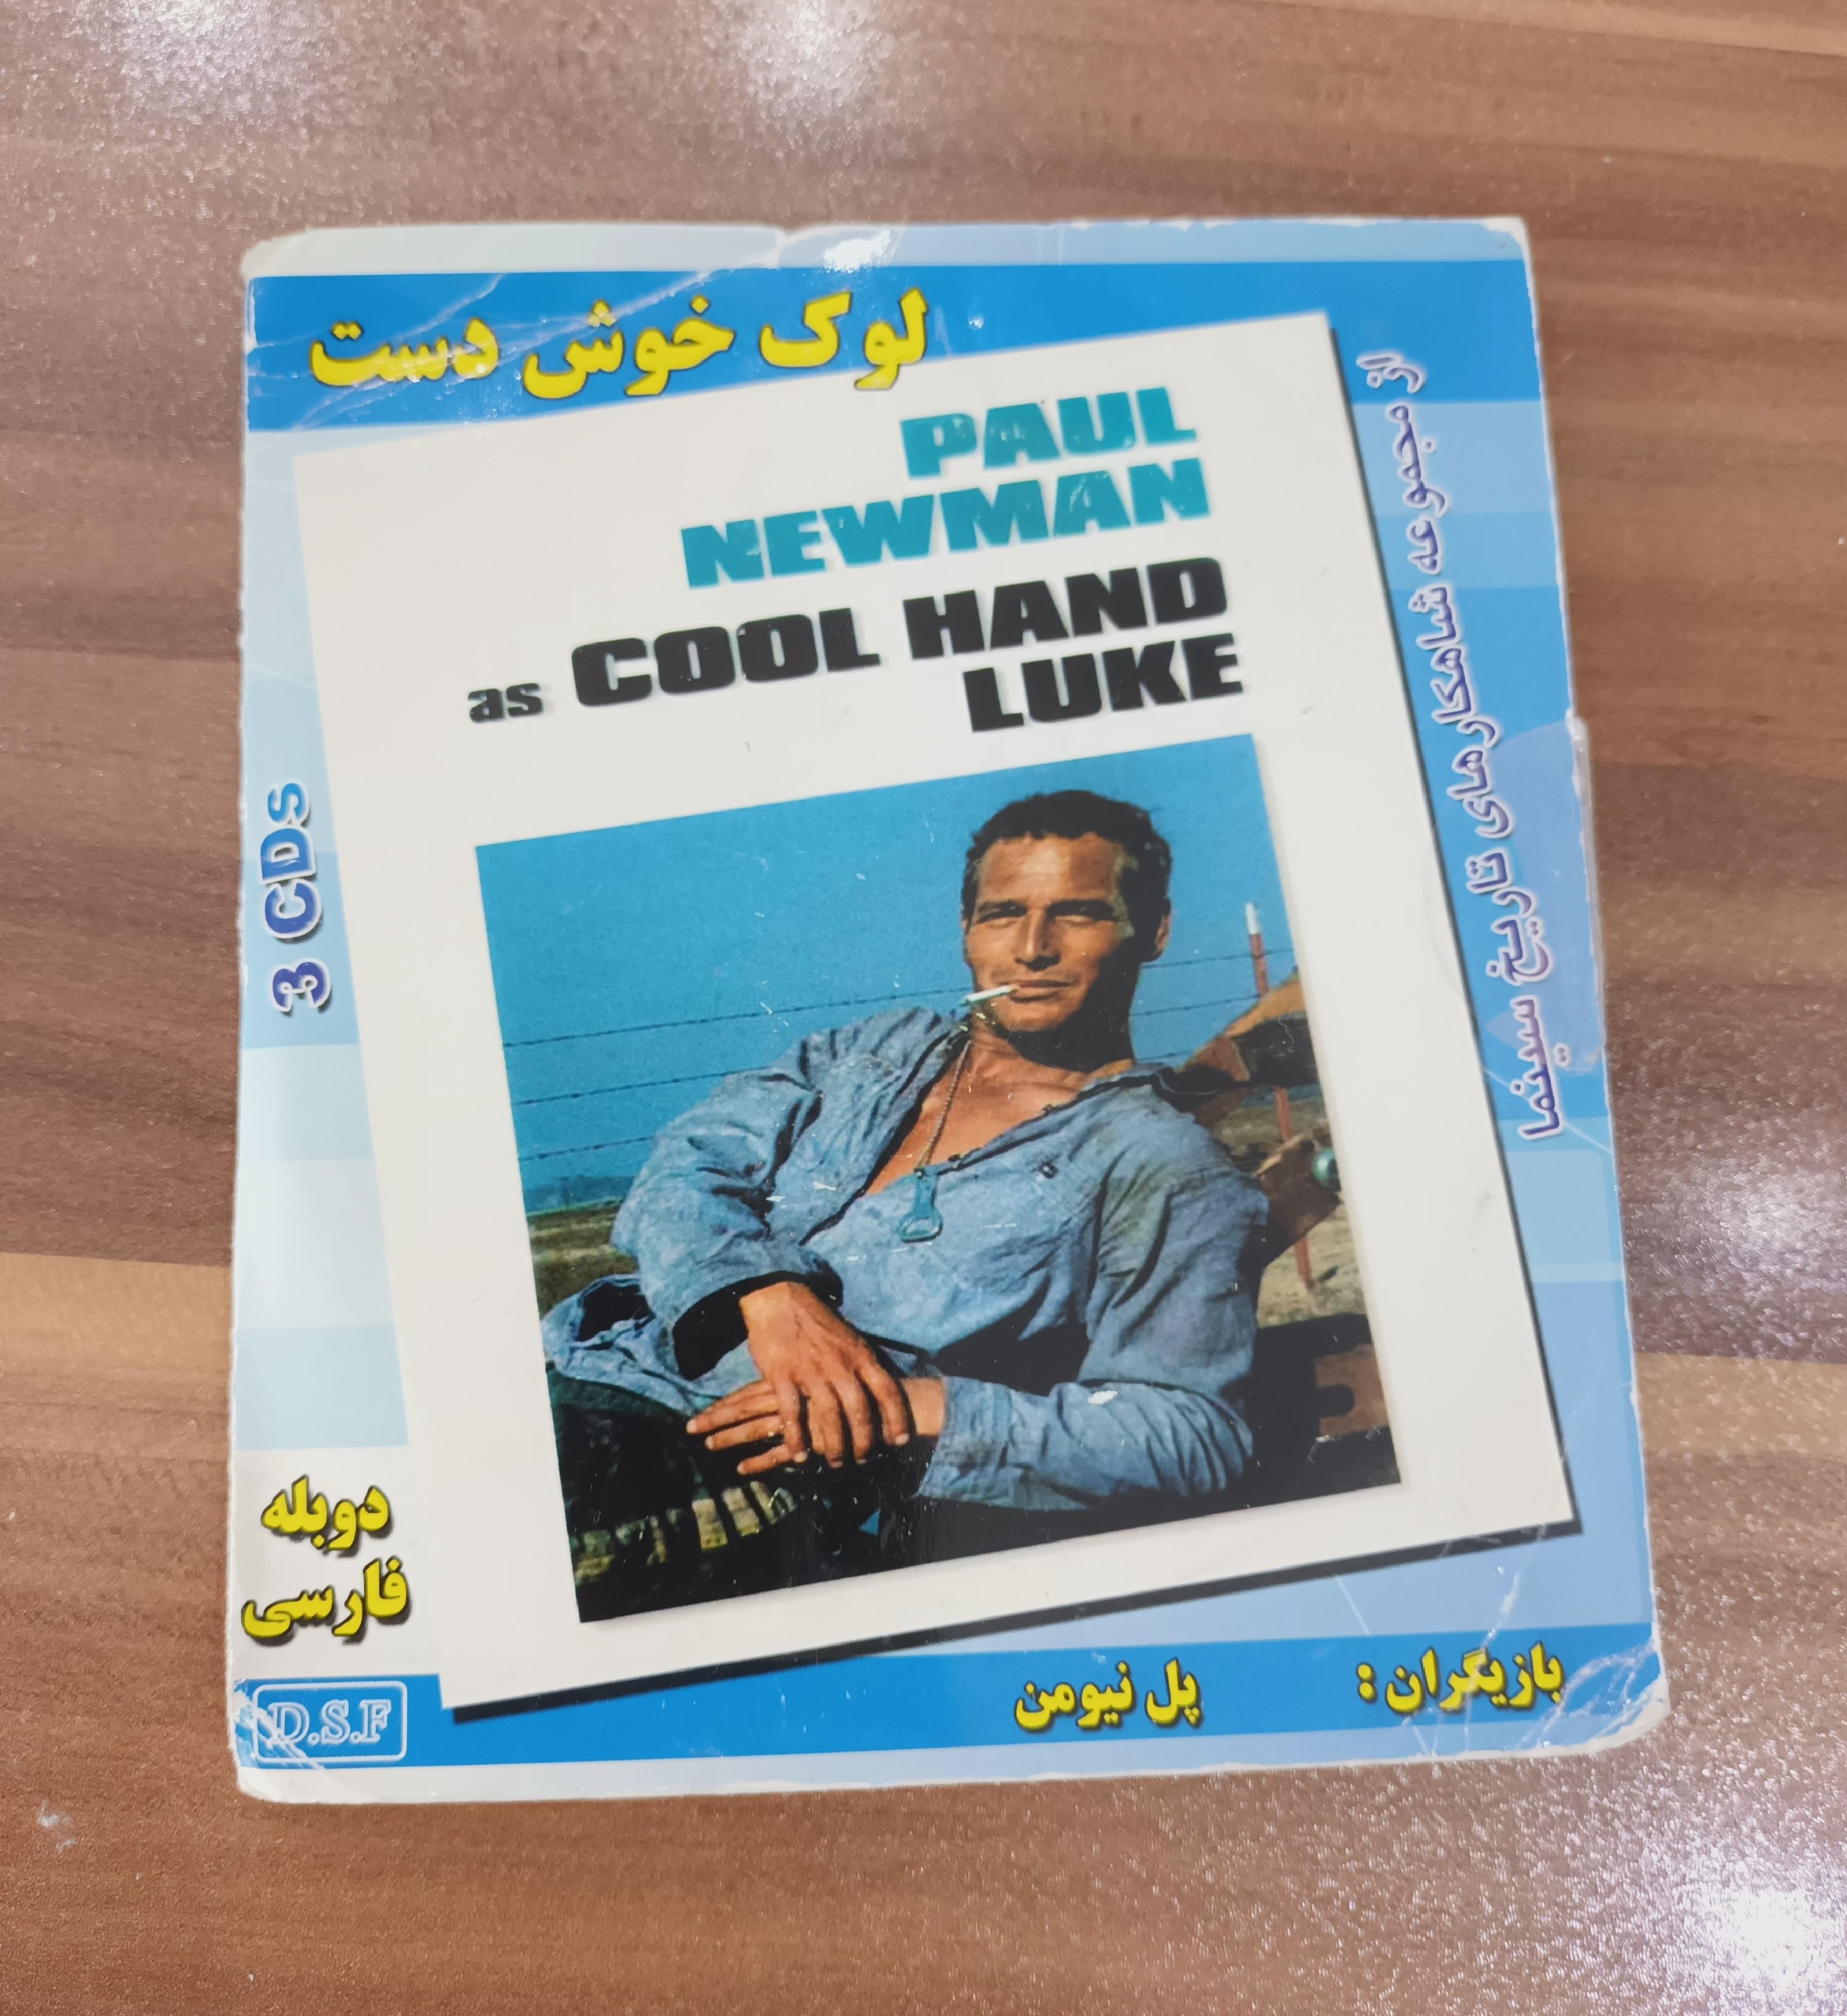 لوک خوش دست
PAUL
NEWMAN
as COOL HAND
LUKE
از مجموعه شاهکارهای تاریخ سینما
3 CDs
دوبله
فارسی
D.S.F
بازیگران : پل نیومن